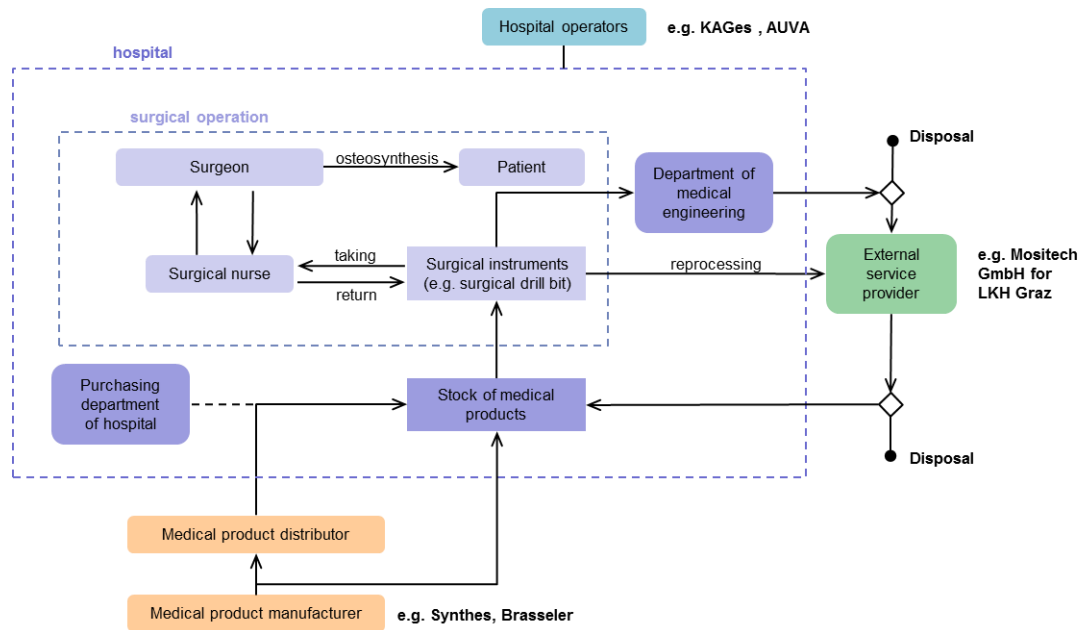 Hospital operators
e.g. KAGes , AUVA
hospital
surgical operation
Disposal
Surgeon
osteosynthesis
Patient
Department of
medical
engineering
Surgical nurse
taking
return
Surgical instruments
(e.g. surgical drill bit)
reprocessing
External
service
provider
e.g. Mositech
GmbH for
LKH Graz
Purchasing
department
of hospital
Stock of medical
products
Disposal
Medical product distributor
Medical product manufacturer
e.g. Synthes, Brasseler